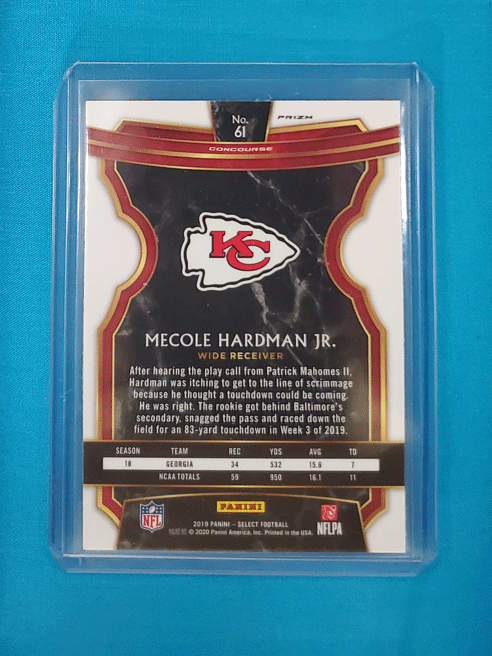 No.
61
PRIZM
CONCOURSE
KC
MECOLE HARDMAN JR.
WIDE RECEIVER
After hearing the play call from Patrick Mahomes II,
Hardman was itching to get to the line of scrimmage
because he thought a touchdown could be coming.
He was right. The rookie got behind Baltimore's
secondary, snagged the pass and raced down the
field for an 83-yard touchdown in Week 3 of 2019.
SEASON TEAM REC YDS AVG TD
18 GEORGIA 34 532 15.6 7
NCAA TOTALS 59 950 16.1 11
NFL
PANINI
NFLPA
2019 PANINI – SELECT FOOTBALL
© 2020 Panini America, Inc. Printed in the USA.